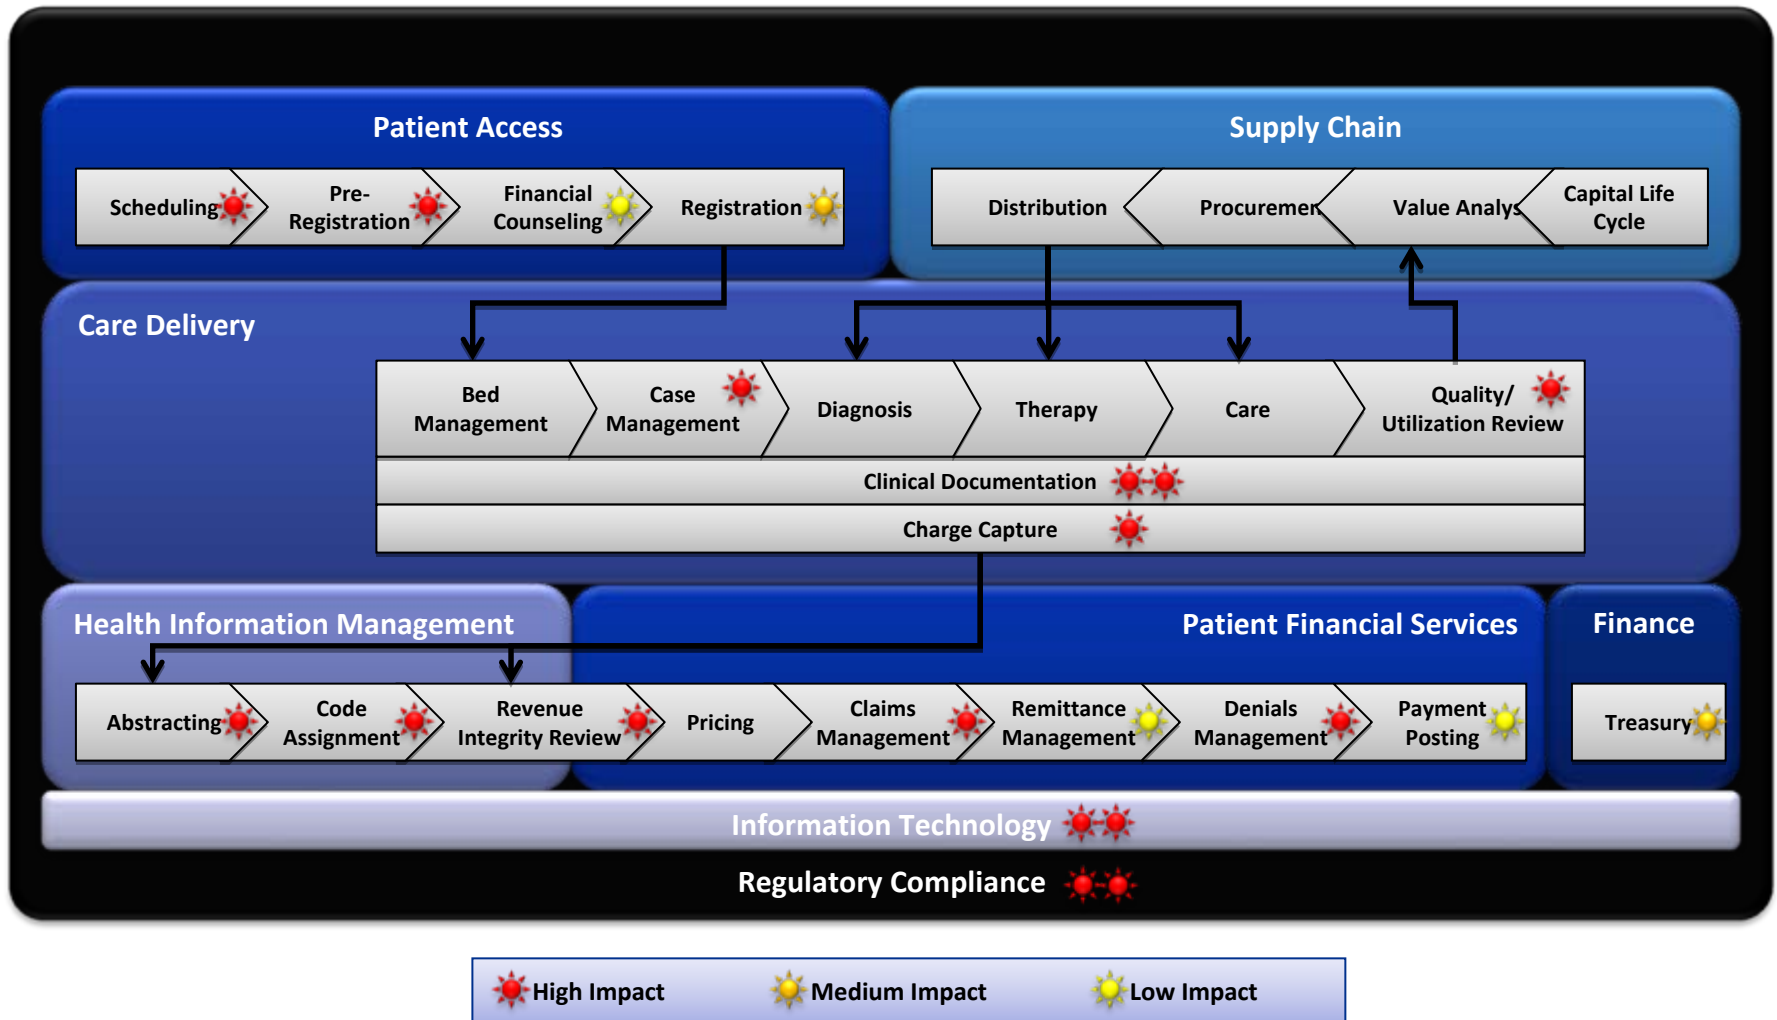 Patient Access
Supply Chain
Scheduling
Pre-
Registration
Financial
Counseling
Registration
Distribution
Procuremen
Value Analys
Capital Life
Cycle
Care Delivery
Bed
Management
Case
Management
Diagnosis
Therapy
Care
Quality/
Utilization Review
Clinical Documentation
Charge Capture
Health Information Management
Patient Financial Services
Finance
Abstracting
Code
Assignment
Revenue
Integrity Review
Pricing
Claims
Management
Remittance
Management
Denials
Management
Payment
Posting
Treasury
Information Technology
Regulatory Compliance
High Impact
Medium Impact
Low Impact